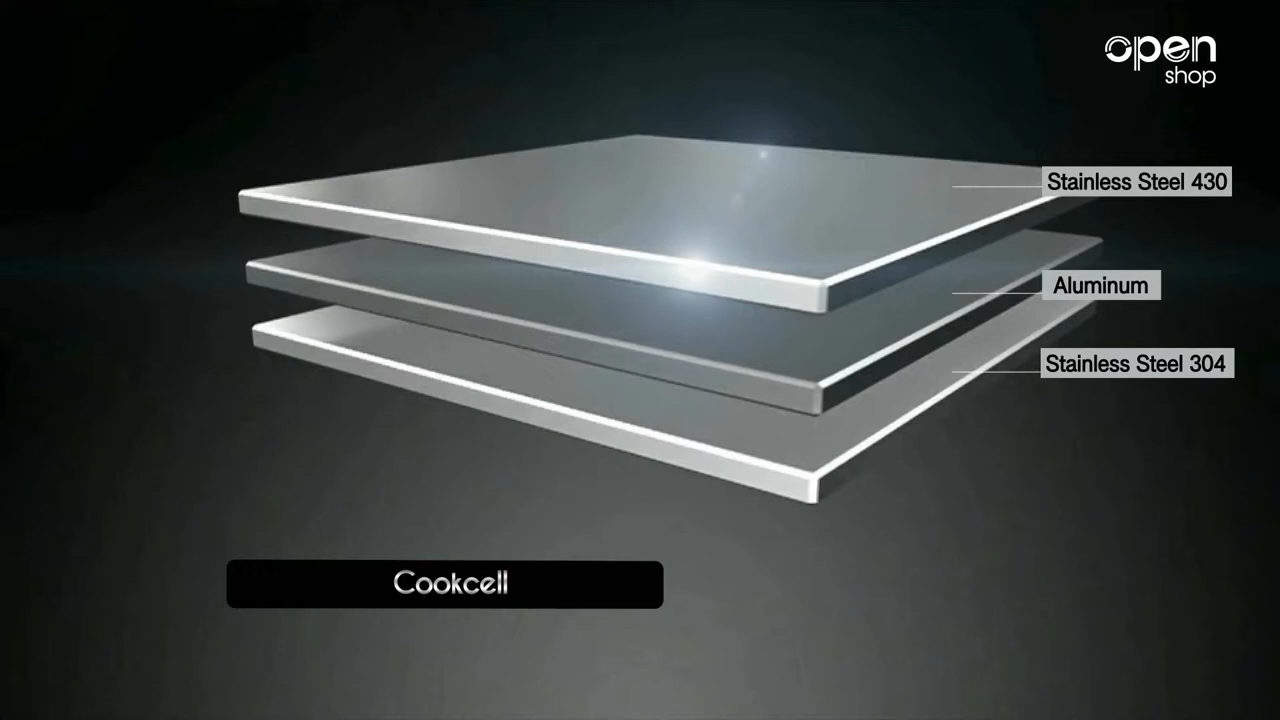 open
shop
Stainless Steel 430
Aluminum
Stainless Steel 304
Cookcell